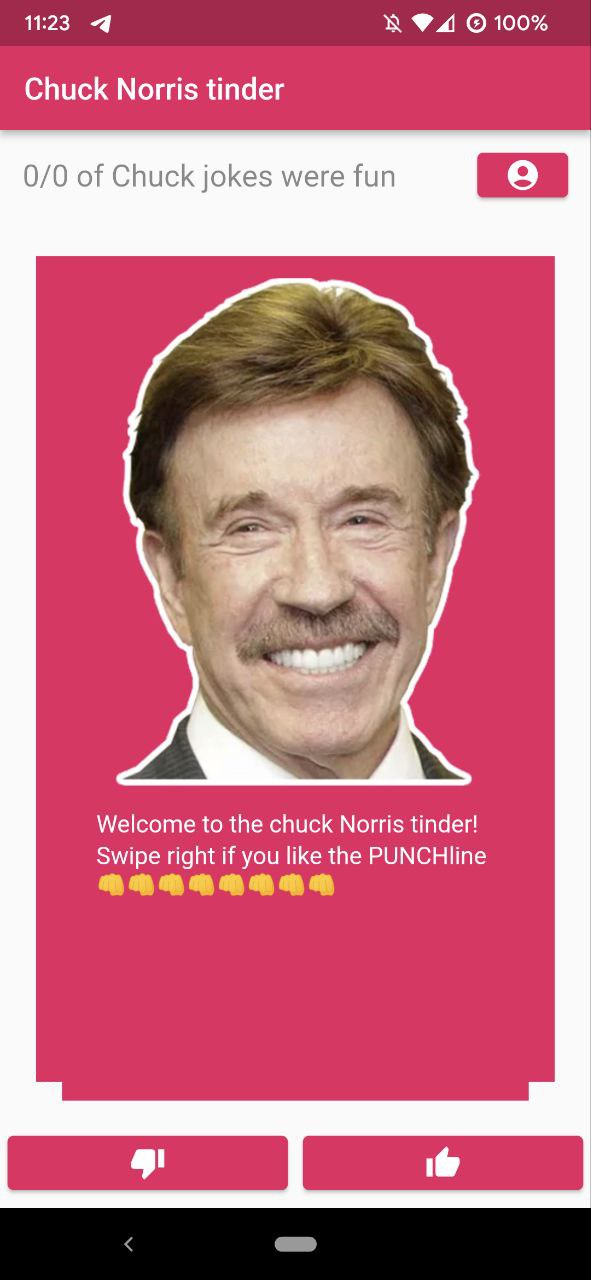 11:23 100%
Chuck Norris tinder
0/0 of Chuck jokes were fun
Welcome to the chuck Norris tinder!
Swipe right if you like the PUNCHline
👊👊👊👊👊👊👊👊